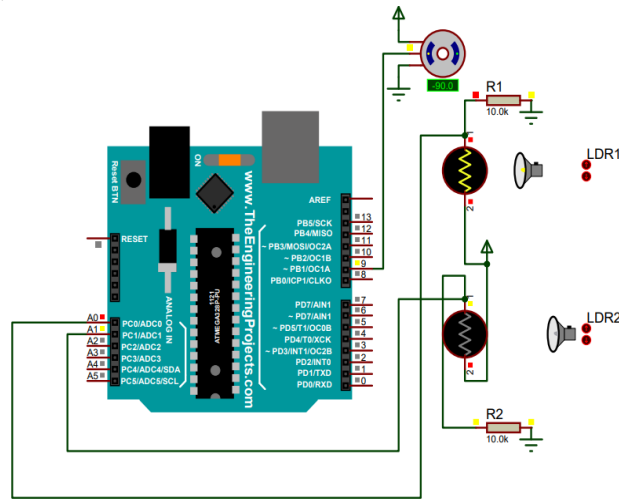 -90.0
R1
10.0k
1
2
LDR1
Reset BTN
ON
www.TheEngineeringProjects.com
RESET
ANALOG IN
1121
ATMEGA328P-PU
AREF
PB5/SCK 13
PB4/MISO 12
~ PB3/MOSI/OC2A 11
~ PB2/OC1B 10
~ PB1/OC1A 9
PB0/ICP1/CLKO 8
PD7/AIN1 7
~ PD7/AIN1 6
~ PD5/T1/OC0B 5
PD4/T0/XCK 4
~ PD3/INT1/OC2B 3
PD2/INT0 2
PD1/TXD 1
PD0/RXD 0
A0 PC0/ADC0
A1 PC1/ADC1
A2 PC2/ADC2
A3 PC3/ADC3
A4 PC4/ADC4/SDA
A5 PC5/ADC5/SCL
1
2
LDR2
R2
10.0k